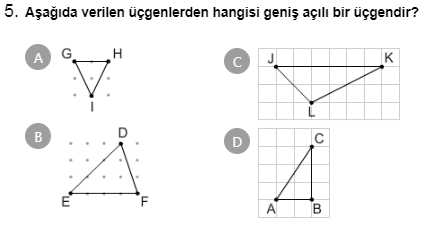 5. Aşağıda verilen üçgenlerden hangisi geniş açılı bir üçgendir?
A
G H
I
B
D
E F
C
J K
L
D
C
A B